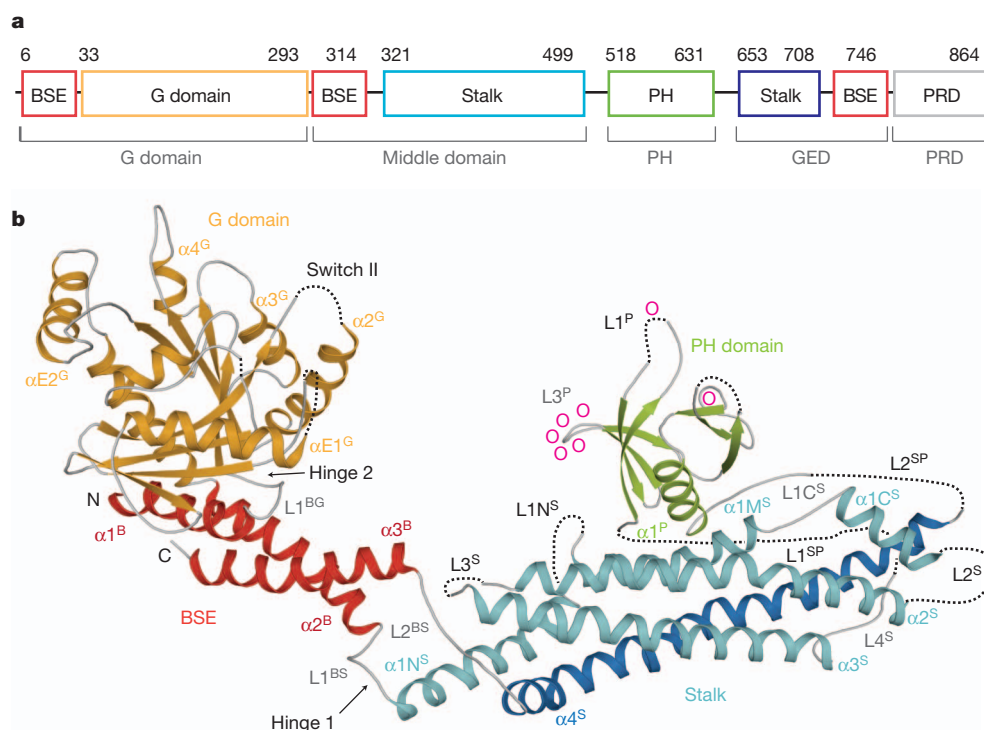 a
6 33 293 314 321 499 518 631 653 708 746 864
BSE G domain BSE Stalk PH Stalk BSE PRD
G domain Middle domain PH GED PRD
b
G domain
α4ᴳ
Switch II
α3ᴳ
α2ᴳ
L1ᴾ
O
PH domain
αE2ᴳ
L3ᴾ
O
O O
O O
O
αE1ᴳ
Hinge 2
N
L1ᴮᴳ
L2ˢᴾ
α1ᴮ
α3ᴮ
L1Nˢ
α1Mˢ
L1Cˢ
α1Cˢ
α1ᴾ
C
L3ˢ
L1ˢᴾ
L2ˢ
BSE
α2ᴮ
L2ᴮˢ
α2ˢ
L1ᴮˢ
α1Nˢ
L4ˢ
α3ˢ
Stalk
Hinge 1
α4ˢ